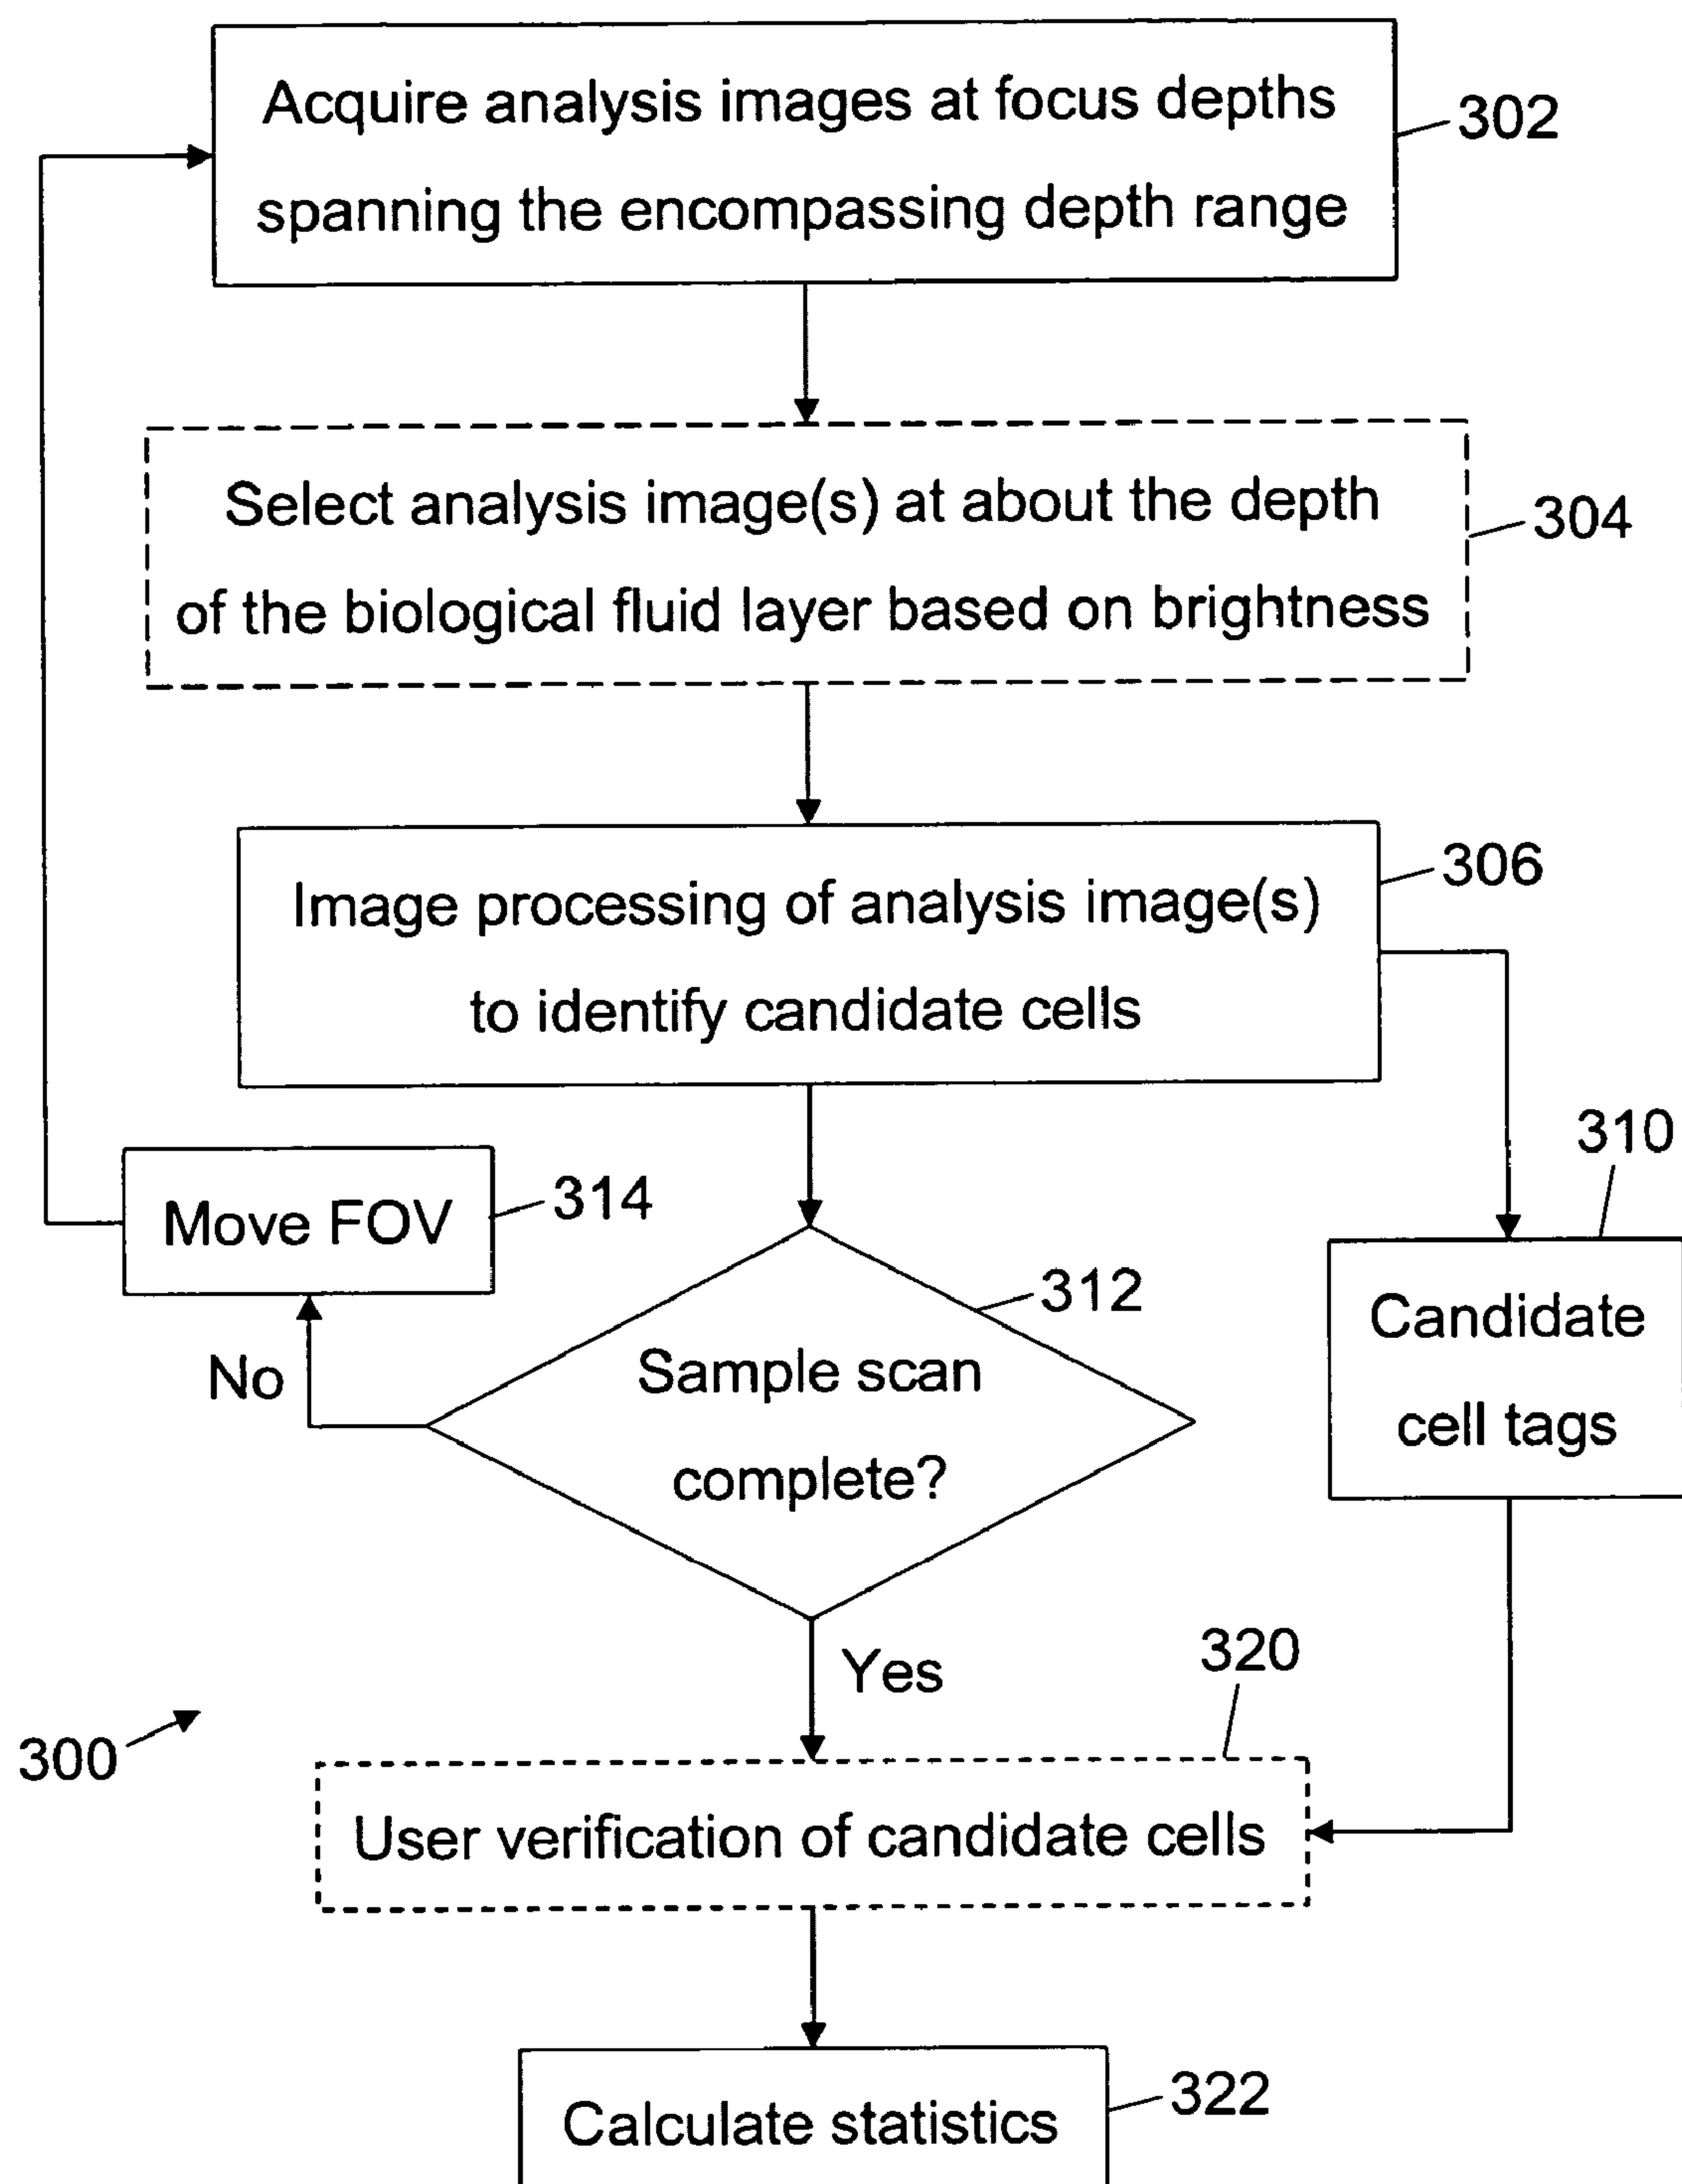 Acquire analysis images at focus depths
spanning the encompassing depth range
302
Select analysis image(s) at about the depth
of the biological fluid layer based on brightness
304
Image processing of analysis image(s)
to identify candidate cells
306
310
Move FOV
314
312
Candidate
cell tags
No
Sample scan
complete?
Yes
320
300
User verification of candidate cells
322
Calculate statistics